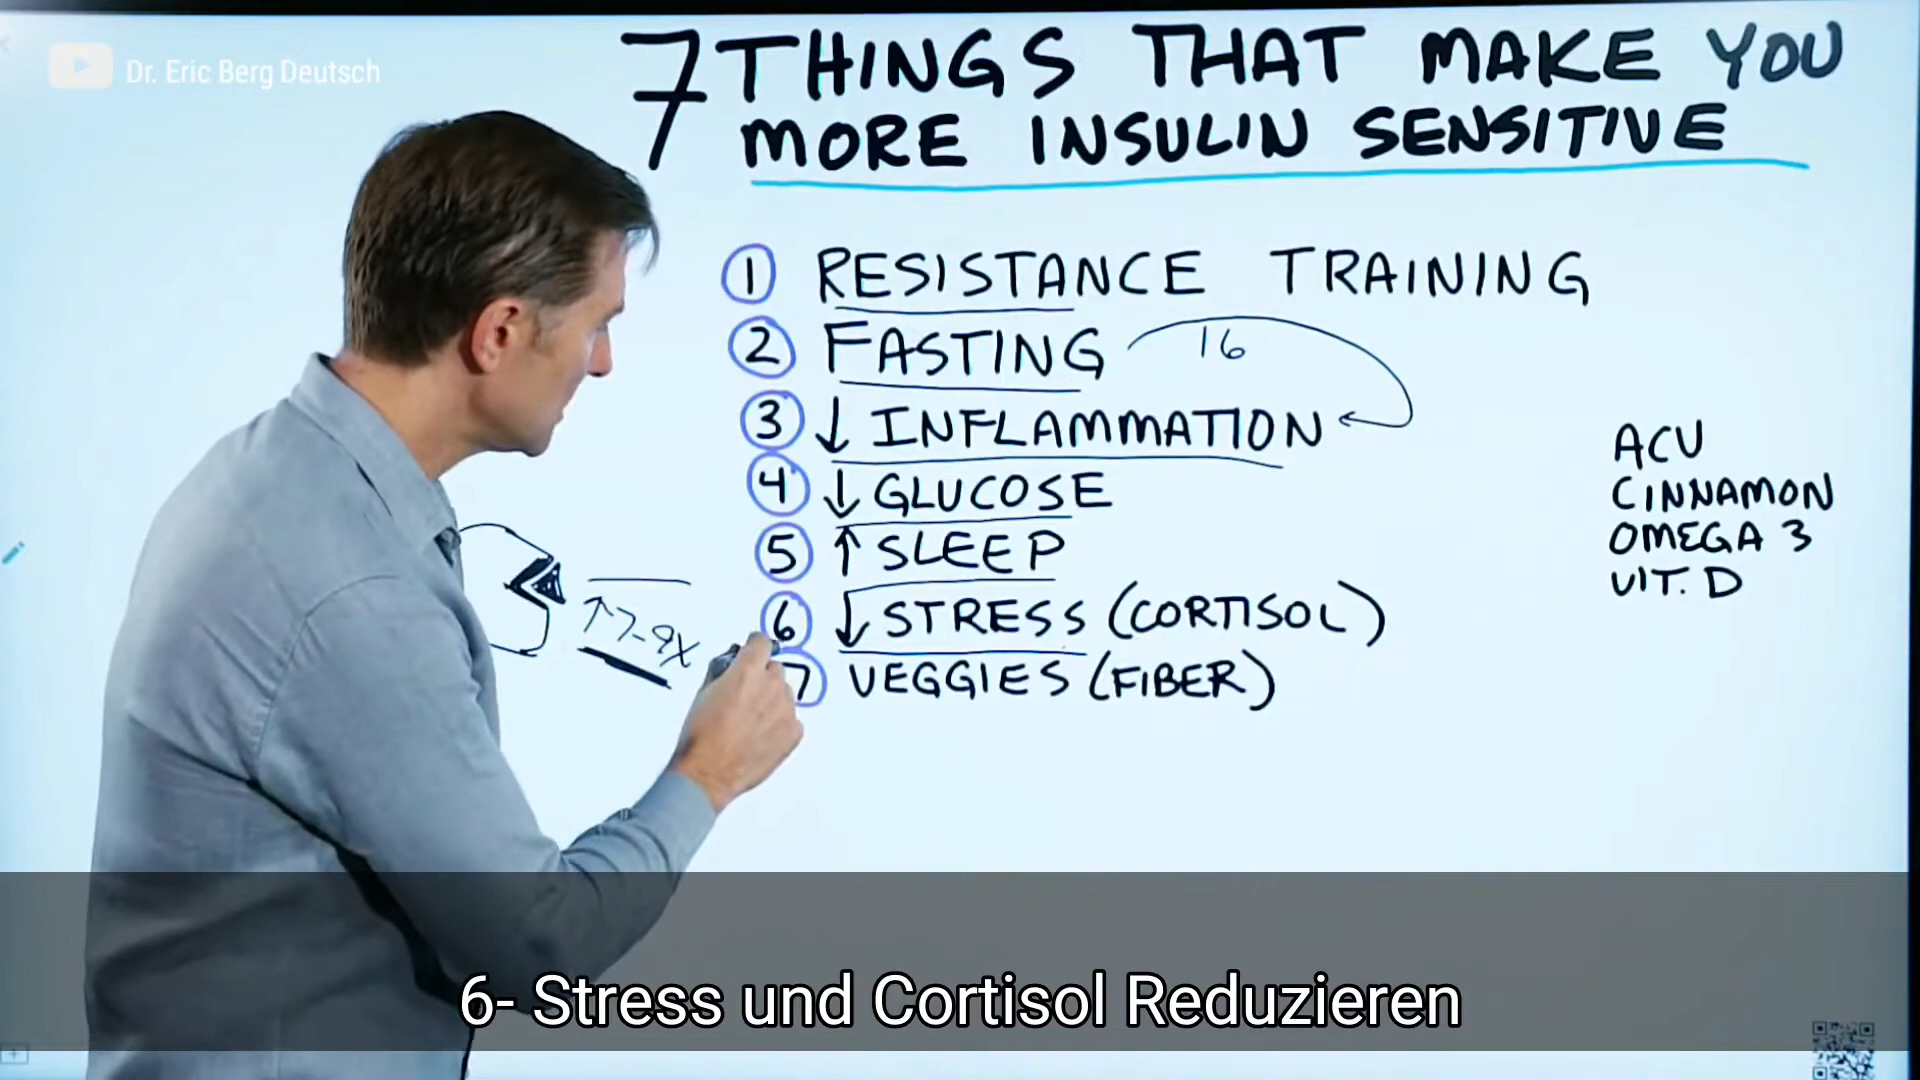 Dr. Eric Berg Deutsch
7 THINGS THAT MAKE YOU
MORE INSULIN SENSITIVE
1 RESISTANCE TRAINING
2 FASTING 16
3 ↓ INFLAMMATION
4 ↓ GLUCOSE
5 ↑ SLEEP
6 ↓ STRESS (CORTISOL)
7 VEGGIES (FIBER)
ACV
CINNAMON
OMEGA 3
VIT. D
↑7-9X
6- Stress und Cortisol Reduzieren